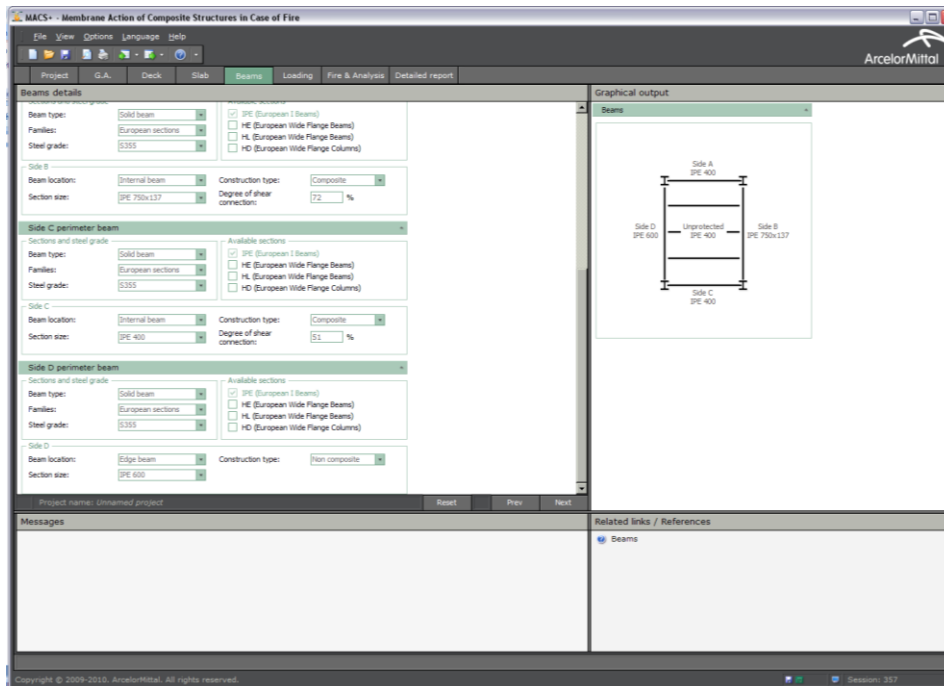 MACS+ - Membrane Action of Composite Structures in Case of Fire
File View Options Language Help
ArcelorMittal
Project G.A. Deck Slab Beams Loading Fire & Analysis Detailed report
Beams details
Sections and steel grade
Beam type: Solid beam
Families: European sections
Steel grade: S355
Available sections
IPE (European I Beams)
HE (European Wide Flange Beams)
HL (European Wide Flange Beams)
HD (European Wide Flange Columns)
Side B
Beam location: Internal beam Construction type: Composite
Section size: IPE 750x137 Degree of shear connection: 72 %
Side C perimeter beam
Sections and steel grade
Beam type: Solid beam
Families: European sections
Steel grade: S355
Available sections
IPE (European I Beams)
HE (European Wide Flange Beams)
HL (European Wide Flange Beams)
HD (European Wide Flange Columns)
Side C
Beam location: Internal beam Construction type: Composite
Section size: IPE 400 Degree of shear connection: 51 %
Side D perimeter beam
Sections and steel grade
Beam type: Solid beam
Families: European sections
Steel grade: S355
Available sections
IPE (European I Beams)
HE (European Wide Flange Beams)
HL (European Wide Flange Beams)
HD (European Wide Flange Columns)
Side D
Beam location: Edge beam Construction type: Non composite
Section size: IPE 600
Project name: Unnamed project Reset Prev Next
Graphical output
Beams
Side A
IPE 400
Side D
IPE 600
Unprotected
IPE 400
Side B
IPE 750x137
Side C
IPE 400
Messages
Related links / References
Beams
Copyright © 2009-2010. ArcelorMittal. All rights reserved.
Session: 357